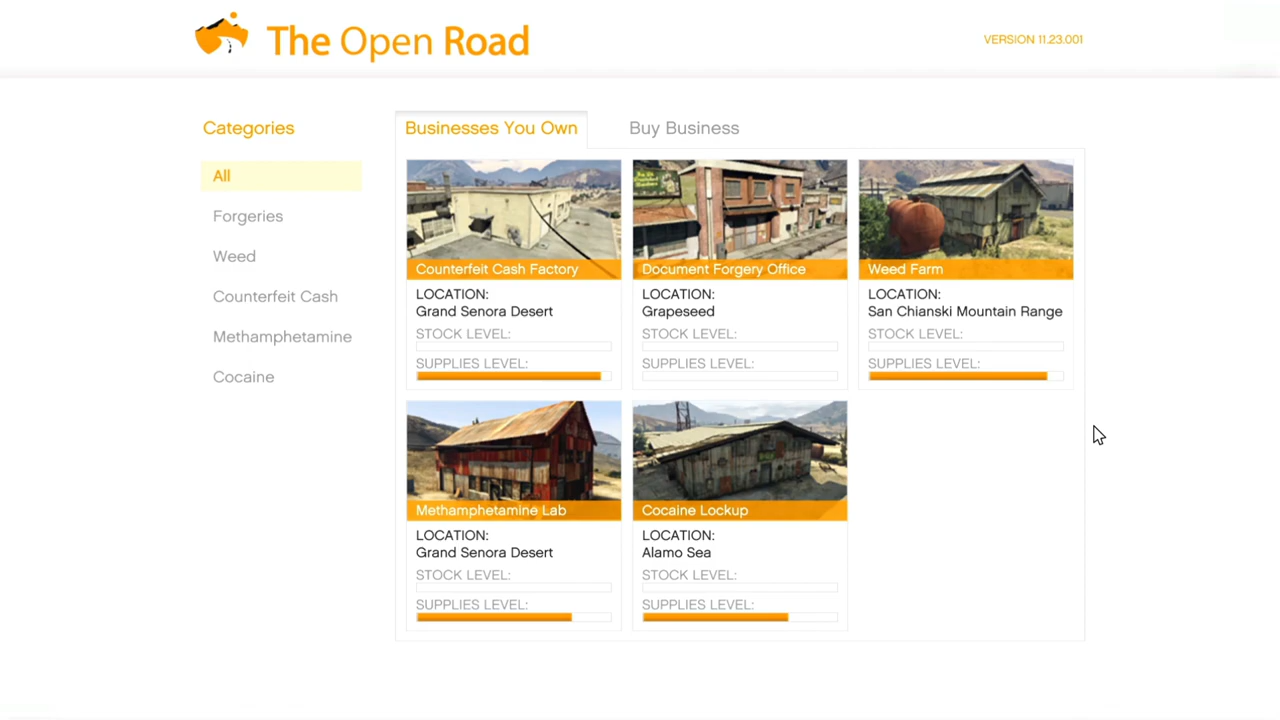 The Open Road
VERSION 11.23.001
Categories
All
Forgeries
Weed
Counterfeit Cash
Methamphetamine
Cocaine
Businesses You Own
Buy Business
Counterfeit Cash Factory
LOCATION:
Grand Senora Desert
STOCK LEVEL:
SUPPLIES LEVEL:
Document Forgery Office
LOCATION:
Grapeseed
STOCK LEVEL:
SUPPLIES LEVEL:
Weed Farm
LOCATION:
San Chianski Mountain Range
STOCK LEVEL:
SUPPLIES LEVEL:
Methamphetamine Lab
LOCATION:
Grand Senora Desert
STOCK LEVEL:
SUPPLIES LEVEL:
Cocaine Lockup
LOCATION:
Alamo Sea
STOCK LEVEL:
SUPPLIES LEVEL: